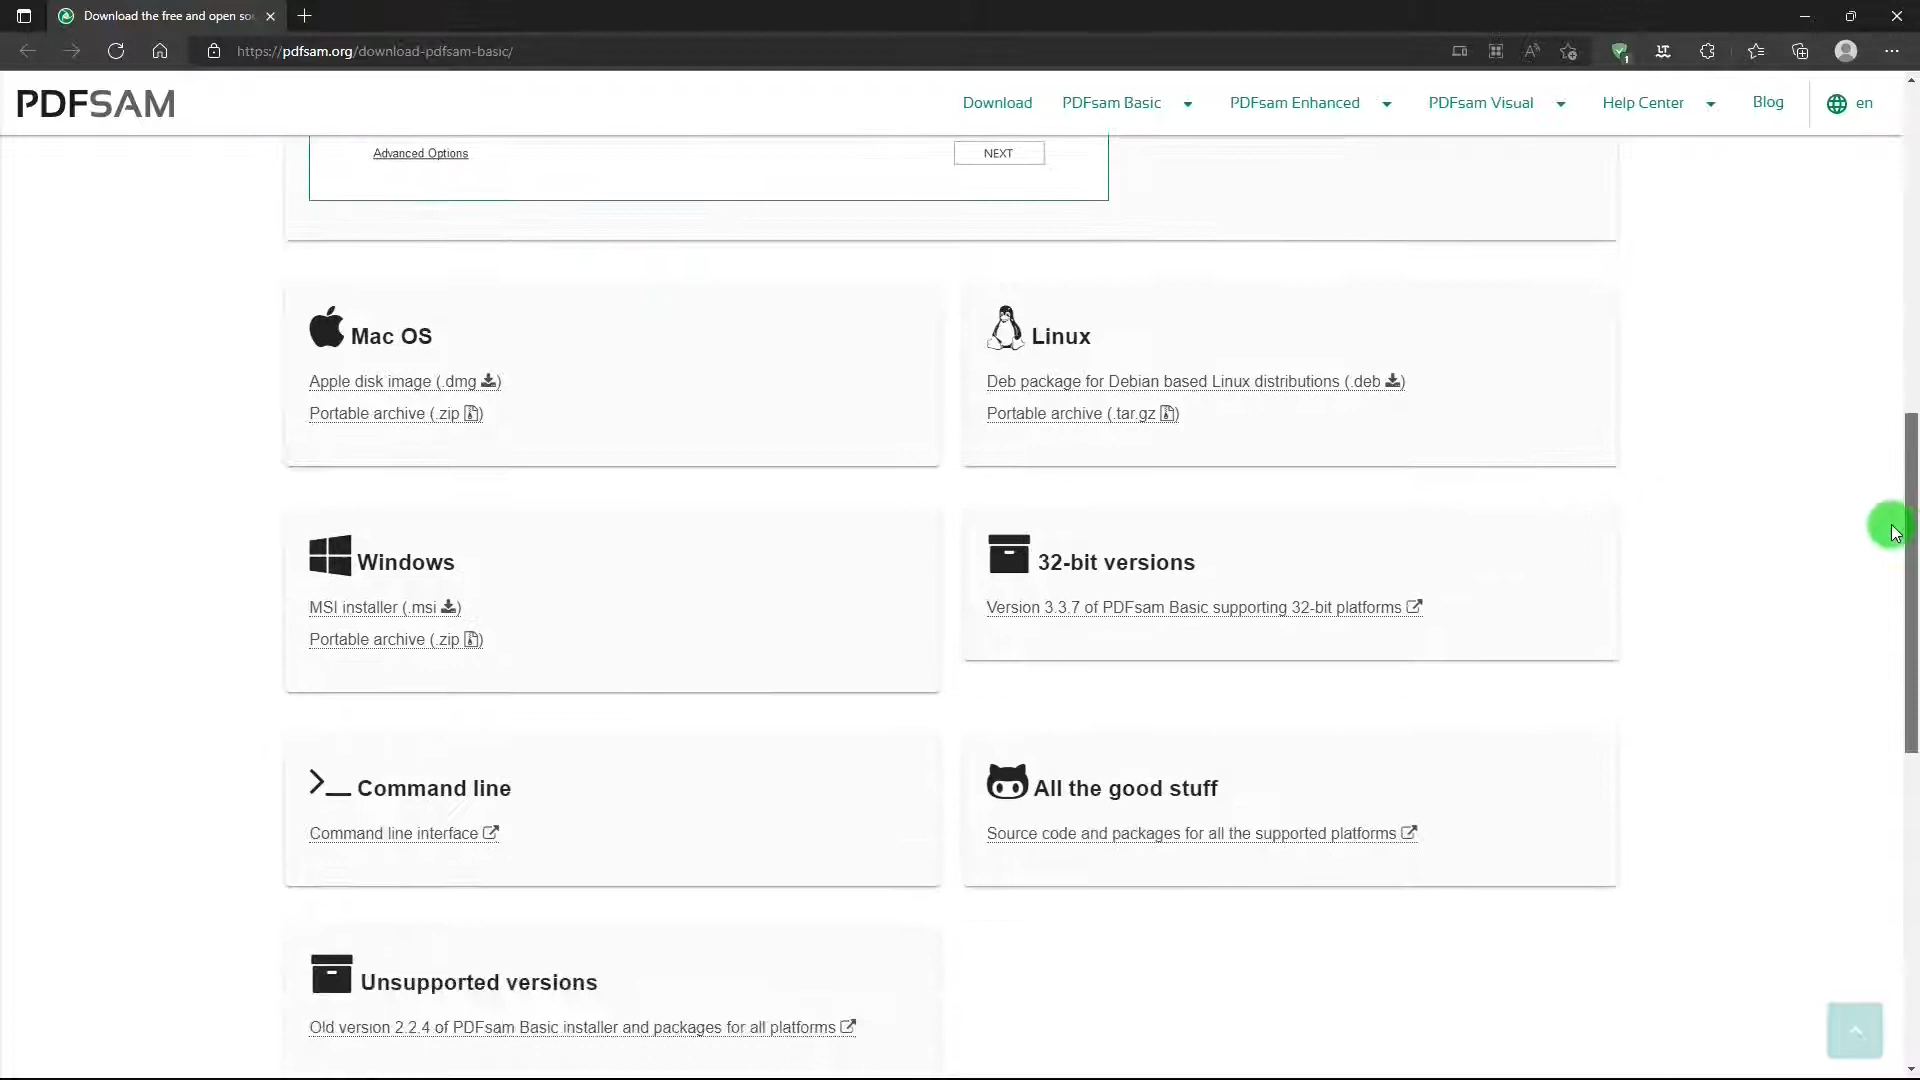 Download the free and open so
https://pdfsam.org/download-pdfsam-basic/
1
PDFSAM
Download
PDFsam Basic
PDFsam Enhanced
PDFsam Visual
Help Center
Blog
en
Advanced Options
NEXT
Mac OS
Apple disk image (.dmg )
Portable archive (.zip )
Linux
Deb package for Debian based Linux distributions (.deb )
Portable archive (.tar.gz )
Windows
MSI installer (.msi )
Portable archive (.zip )
32-bit versions
Version 3.3.7 of PDFsam Basic supporting 32-bit platforms
Command line
Command line interface
All the good stuff
Source code and packages for all the supported platforms
Unsupported versions
Old version 2.2.4 of PDFsam Basic installer and packages for all platforms